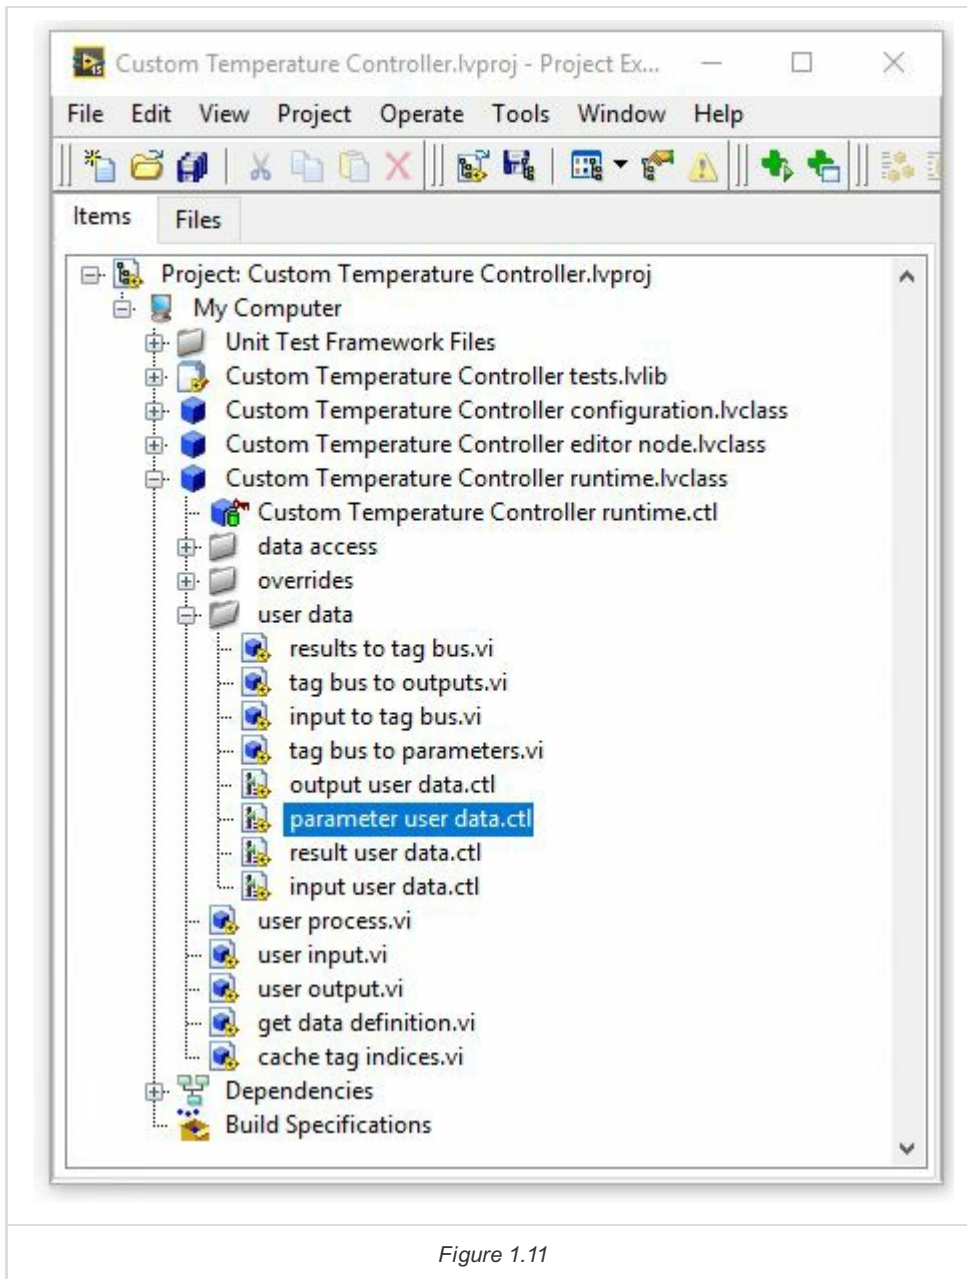 Custom Temperature Controller.lvproj - Project Ex...
File Edit View Project Operate Tools Window Help
Items Files
Project: Custom Temperature Controller.lvproj
My Computer
Unit Test Framework Files
Custom Temperature Controller tests.lvlib
Custom Temperature Controller configuration.lvclass
Custom Temperature Controller editor node.lvclass
Custom Temperature Controller runtime.lvclass
Custom Temperature Controller runtime.ctl
data access
overrides
user data
results to tag bus.vi
tag bus to outputs.vi
input to tag bus.vi
tag bus to parameters.vi
output user data.ctl
parameter user data.ctl
result user data.ctl
input user data.ctl
user process.vi
user input.vi
user output.vi
get data definition.vi
cache tag indices.vi
Dependencies
Build Specifications
Figure 1.11